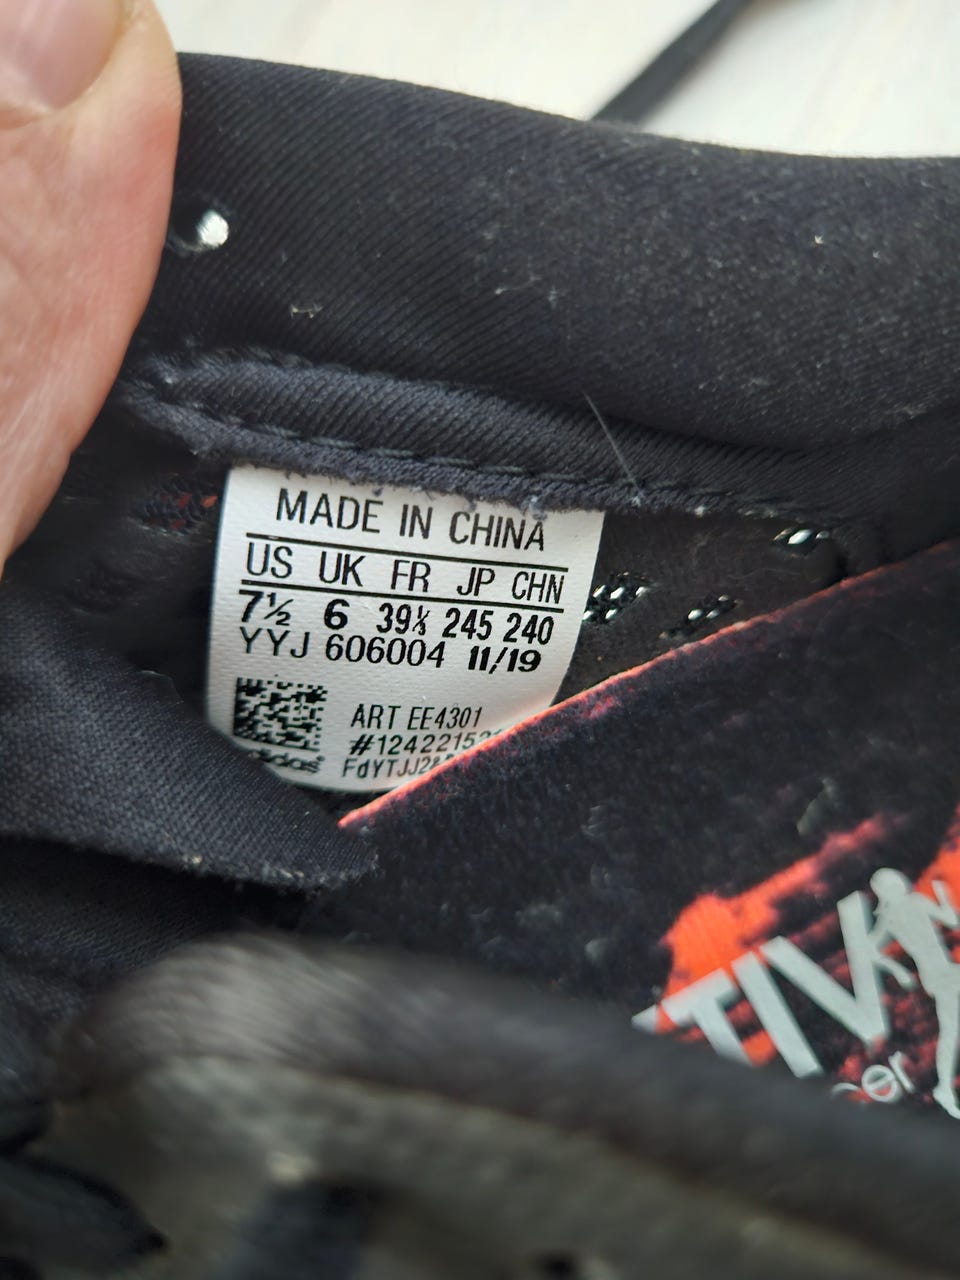 MADE IN CHINA
US UK FR JP CHN
7½ 6 39⅓ 245 240
YYJ 606004 11/19
ART EE4301
adidas